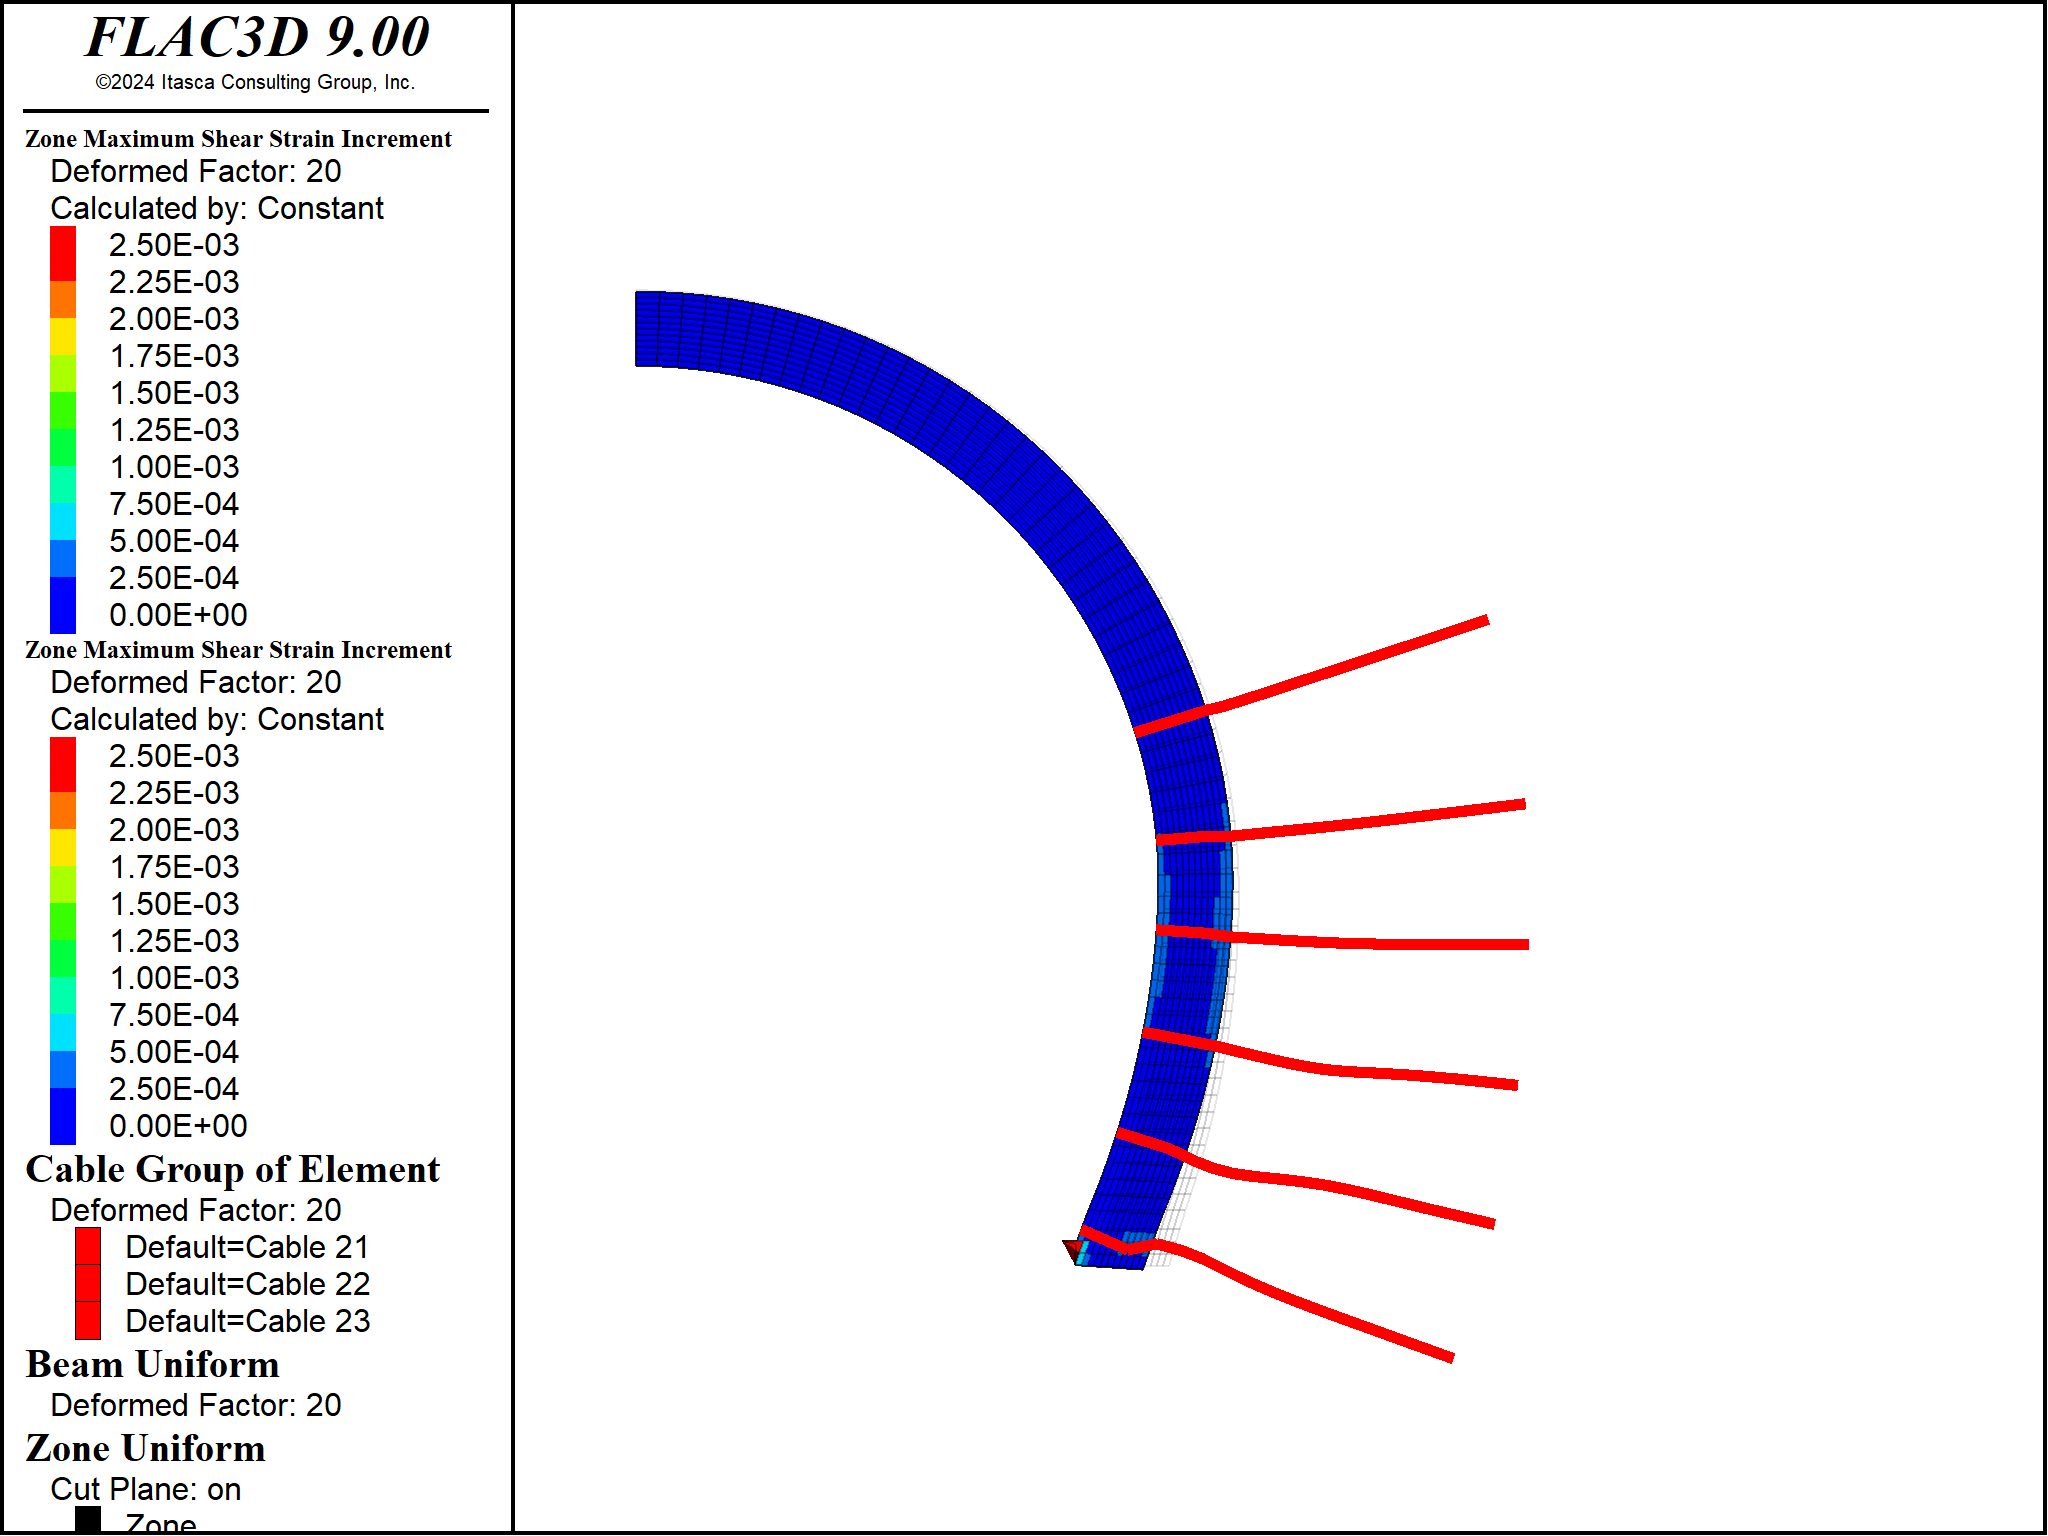 FLAC3D 9.00
©2024 Itasca Consulting Group, Inc.
Zone Maximum Shear Strain Increment
Deformed Factor: 20
Calculated by: Constant
2.50E-03
2.25E-03
2.00E-03
1.75E-03
1.50E-03
1.25E-03
1.00E-03
7.50E-04
5.00E-04
2.50E-04
0.00E+00
Zone Maximum Shear Strain Increment
Deformed Factor: 20
Calculated by: Constant
2.50E-03
2.25E-03
2.00E-03
1.75E-03
1.50E-03
1.25E-03
1.00E-03
7.50E-04
5.00E-04
2.50E-04
0.00E+00
Cable Group of Element
Deformed Factor: 20
Default=Cable 21
Default=Cable 22
Default=Cable 23
Beam Uniform
Deformed Factor: 20
Zone Uniform
Cut Plane: on
Zone